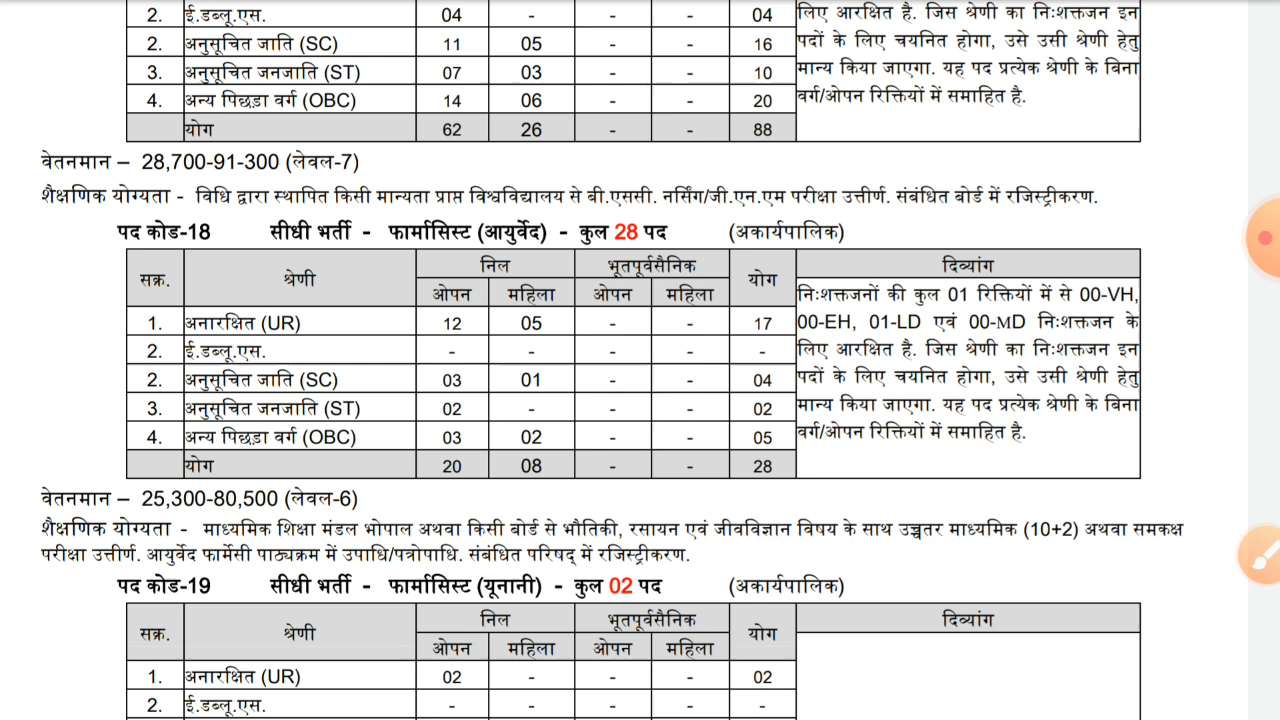 2. ई.डब्लू.एस. 04 - - - 04 लिए आरक्षित है. जिस श्रेणी का निःशक्तजन इन
2. अनुसूचित जाति (SC) 11 05 - - 16 पदों के लिए चयनित होगा, उसे उसी श्रेणी हेतु
3. अनुसूचित जनजाति (ST) 07 03 - - 10 मान्य किया जाएगा. यह पद प्रत्येक श्रेणी के बिना
4. अन्य पिछड़ा वर्ग (OBC) 14 06 - - 20 वर्ग/ओपन रिक्तियों में समाहित है.
योग 62 26 - - 88
वेतनमान – 28,700-91-300 (लेवल-7)
शैक्षणिक योग्यता - विधि द्वारा स्थापित किसी मान्यता प्राप्त विश्वविद्यालय से बी.एससी. नर्सिंग/जी.एन.एम परीक्षा उत्तीर्ण. संबंधित बोर्ड में रजिस्ट्रीकरण.
पद कोड-18 सीधी भर्ती - फार्मासिस्ट (आयुर्वेद) - कुल 28 पद (अकार्यपालिक)
सक्र. श्रेणी निल भूतपूर्वसैनिक योग दिव्यांग
ओपन महिला ओपन महिला निःशक्तजनों की कुल 01 रिक्तियों में से 00-VH,
1. अनारक्षित (UR) 12 05 - - 17 00-EH, 01-LD एवं 00-MD निःशक्तजन के
2. ई.डब्लू.एस. - - - - - लिए आरक्षित है. जिस श्रेणी का निःशक्तजन इन
2. अनुसूचित जाति (SC) 03 01 - - 04 पदों के लिए चयनित होगा, उसे उसी श्रेणी हेतु
3. अनुसूचित जनजाति (ST) 02 - - - 02 मान्य किया जाएगा. यह पद प्रत्येक श्रेणी के बिना
4. अन्य पिछड़ा वर्ग (OBC) 03 02 - - 05 वर्ग/ओपन रिक्तियों में समाहित है.
योग 20 08 - - 28
वेतनमान – 25,300-80,500 (लेवल-6)
शैक्षणिक योग्यता - माध्यमिक शिक्षा मंडल भोपाल अथवा किसी बोर्ड से भौतिकी, रसायन एवं जीवविज्ञान विषय के साथ उच्चतर माध्यमिक (10+2) अथवा समकक्ष
परीक्षा उत्तीर्ण. आयुर्वेद फार्मेसी पाठ्यक्रम में उपाधि/पत्रोपाधि. संबंधित परिषद् में रजिस्ट्रीकरण.
पद कोड-19 सीधी भर्ती - फार्मासिस्ट (यूनानी) - कुल 02 पद (अकार्यपालिक)
सक्र. श्रेणी निल भूतपूर्वसैनिक योग दिव्यांग
ओपन महिला ओपन महिला
1. अनारक्षित (UR) 02 - - - 02
2. ई.डब्लू.एस. - - - - -